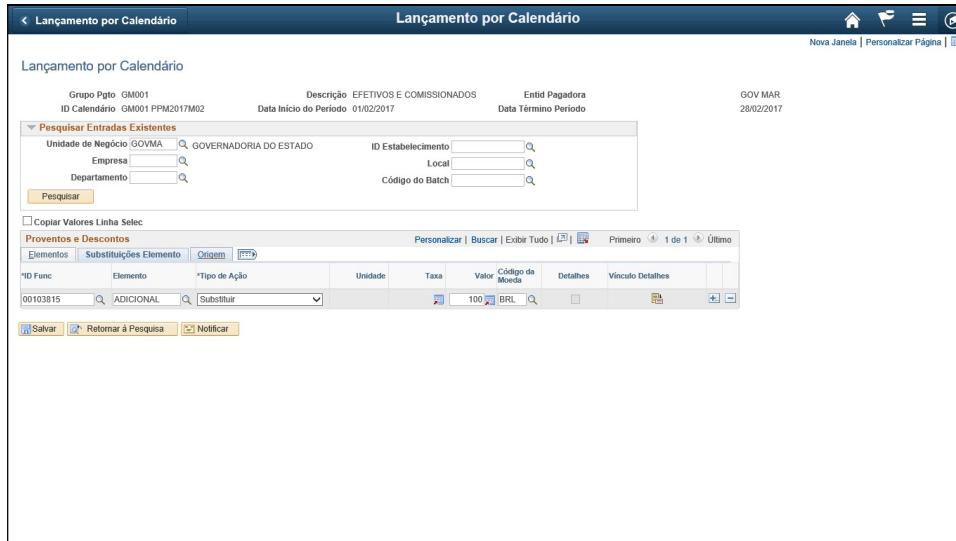 Lançamento por Calendário
Lançamento por Calendário
Nova Janela | Personalizar Página |
Lançamento por Calendário
Grupo Pgto GM001 Descrição EFETIVOS E COMISSIONADOS Entid Pagadora GOV MAR
ID Calendário GM001 PPM2017M02 Data Início do Período 01/02/2017 Data Término Período 28/02/2017
Pesquisar Entradas Existentes
Unidade de Negócio GOVMA GOVERNADORIA DO ESTADO ID Estabelecimento
Empresa Local
Departamento Código do Batch
Pesquisar
Copiar Valores Linha Selec
Proventos e Descontos Personalizar | Buscar | Exibir Tudo | | Primeiro 1 de 1 Último
Elementos Substituições Elemento Origem
*ID Func Elemento *Tipo de Ação Unidade Taxa Valor Código da Moeda Detalhes Vínculo Detalhes
00103815 ADICIONAL Substituir 100 BRL
Salvar Retornar à Pesquisa Notificar